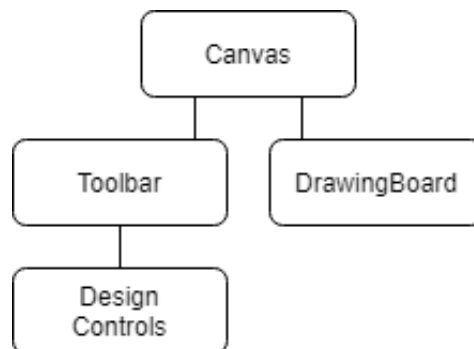 Canvas
Toolbar
DrawingBoard
Design
Controls